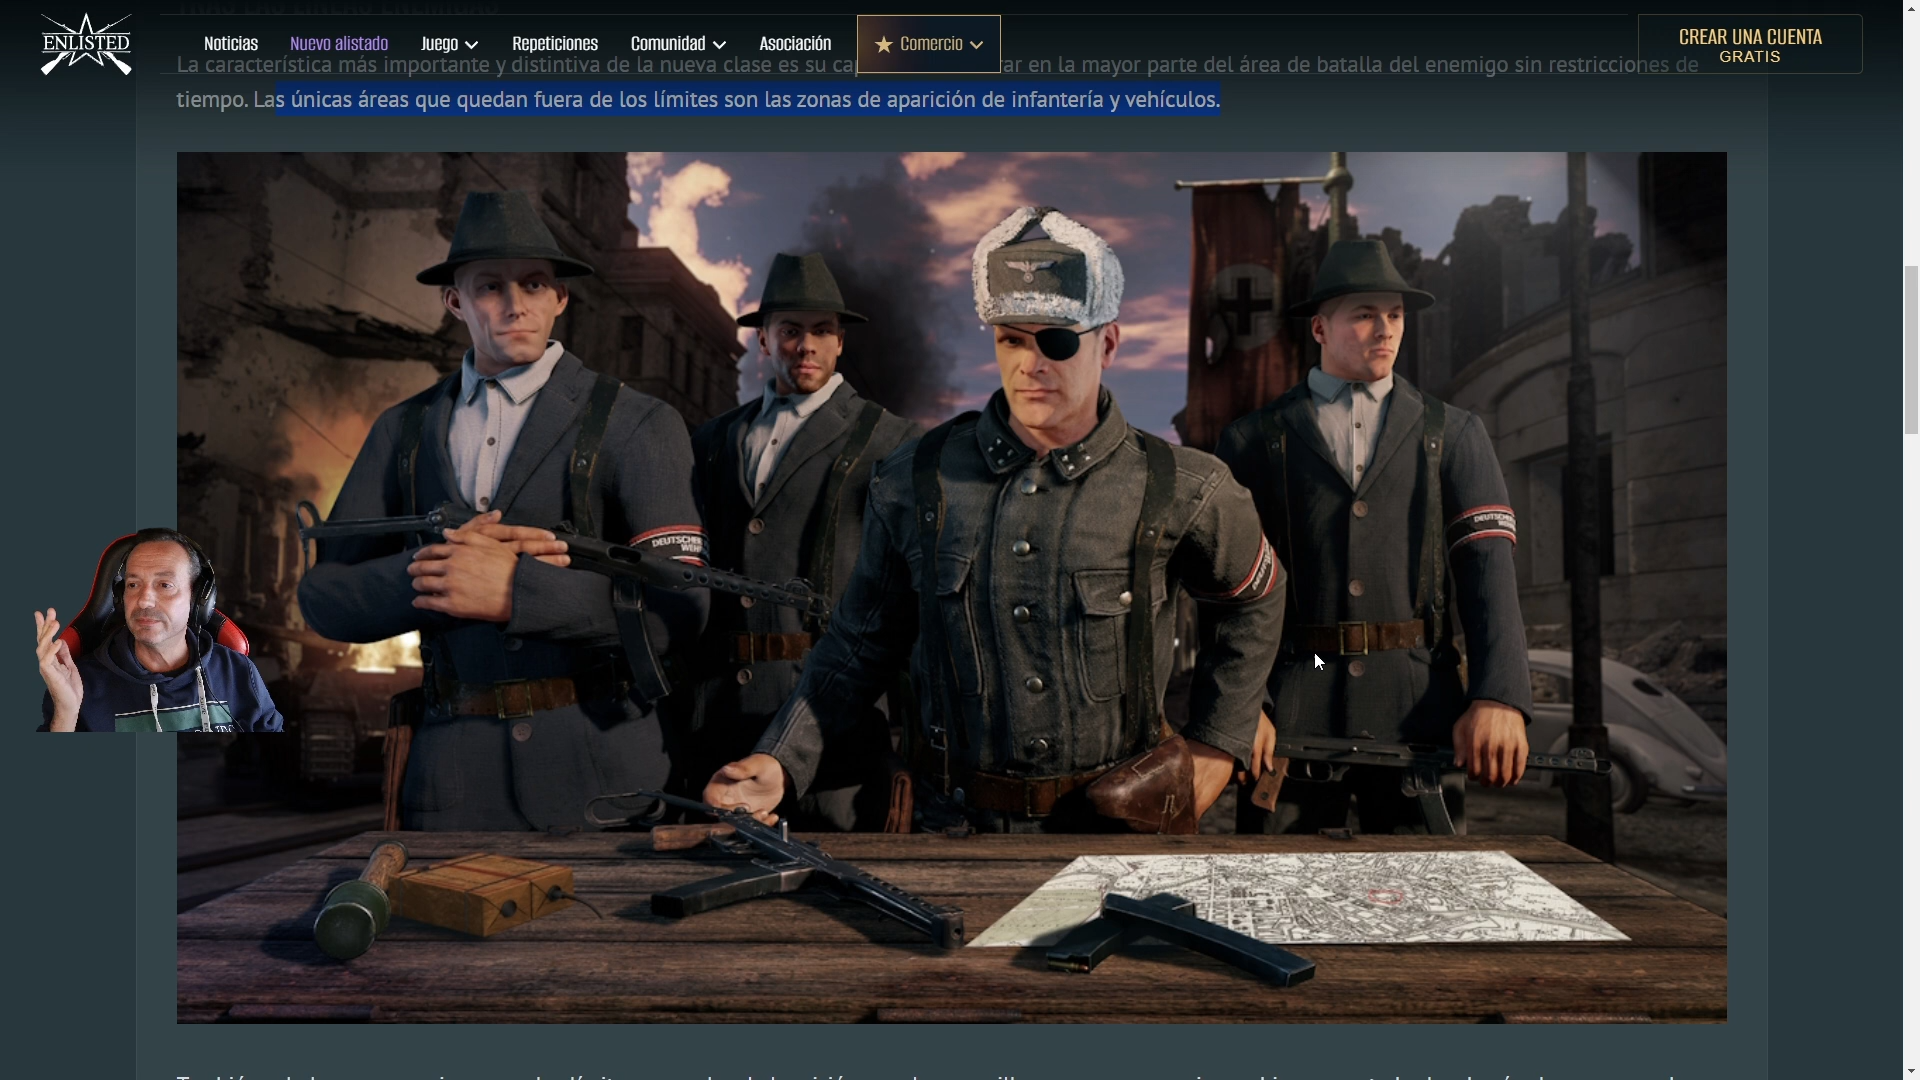 ENLISTED
Noticias
Nuevo alistado
Juego
Repeticiones
Comunidad
Asociación
Comercio
CREAR UNA CUENTA
GRATIS
La característica más importante y distintiva de la nueva clase es su en la mayor parte del área de batalla del enemigo sin restricciones de
tiempo. Las únicas áreas que quedan fuera de los límites son las zonas de aparición de infantería y vehículos.
DEUTSCHER